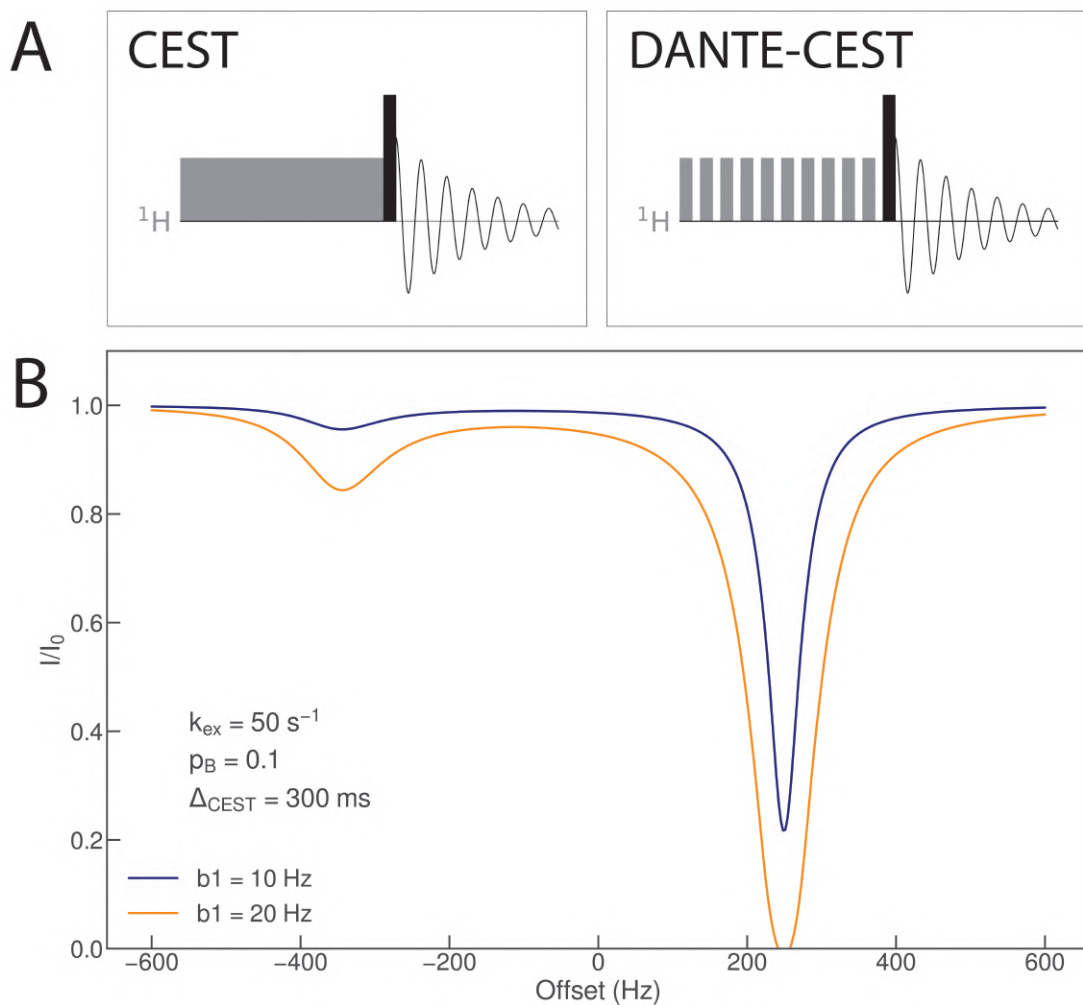 A
CEST
DANTE-CEST
¹H
¹H
B
1.0
0.8
0.6
0.4
0.2
0.0
I/I₀
kₑₓ = 50 s⁻¹
p_B = 0.1
Δ_CEST = 300 ms
b1 = 10 Hz
b1 = 20 Hz
−600
−400
−200
0
200
400
600
Offset (Hz)